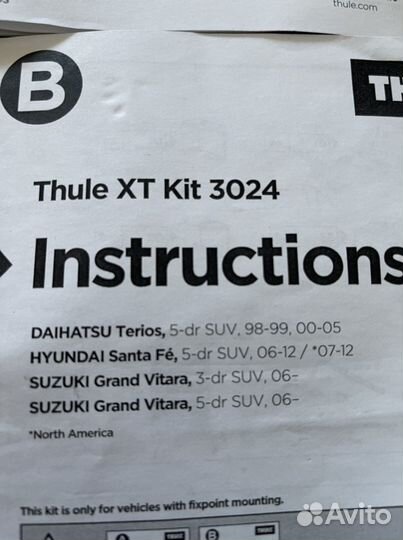 thule.com
B
TH
Thule XT Kit 3024
Instructions
DAIHATSU Terios, 5-dr SUV, 98-99, 00-05
HYUNDAI Santa Fé, 5-dr SUV, 06-12 / *07-12
SUZUKI Grand Vitara, 3-dr SUV, 06–
SUZUKI Grand Vitara, 5-dr SUV, 06–
*North America
This kit is only for vehicles with fixpoint mounting.
A THULE B THULE
Avito